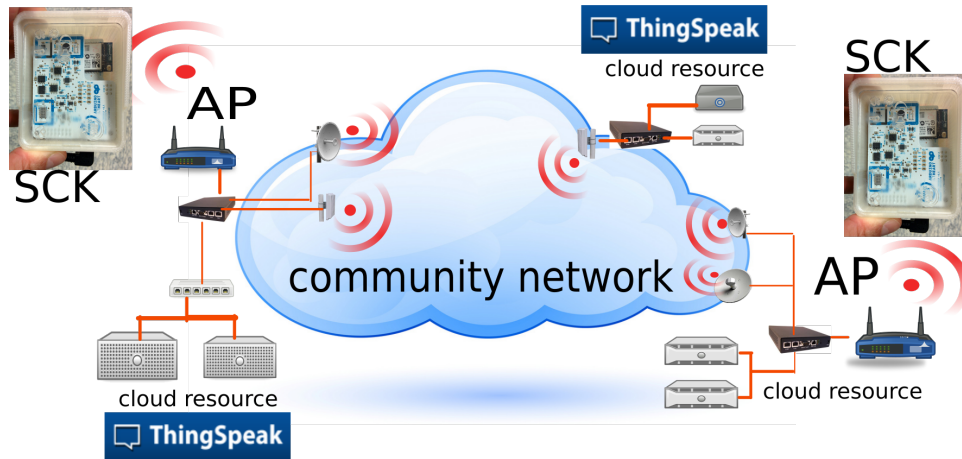 ThingSpeak
cloud resource
SCK
AP
SCK
community network
AP
cloud resource
ThingSpeak
cloud resource